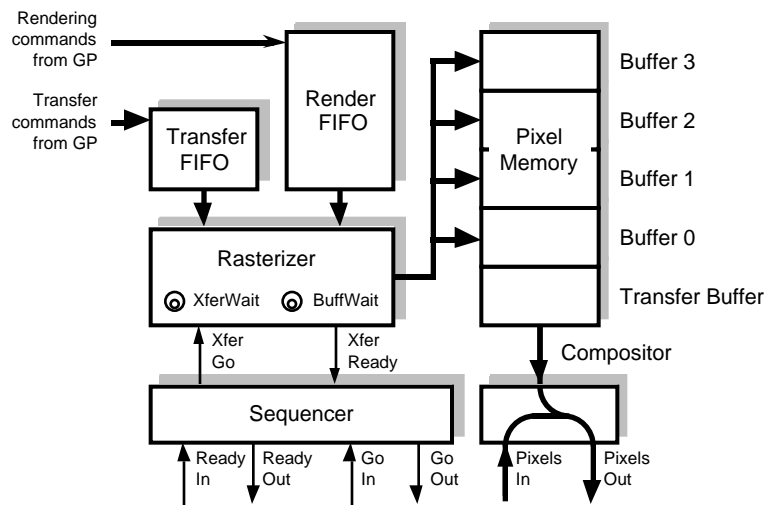 Rendering
commands
from GP
Transfer
commands
from GP
Transfer
FIFO
Render
FIFO
Rasterizer
XferWait
BuffWait
Xfer
Go
Xfer
Ready
Sequencer
Ready
In
Ready
Out
Go
In
Go
Out
Pixel
Memory
Buffer 3
Buffer 2
Buffer 1
Buffer 0
Transfer Buffer
Compositor
Pixels
In
Pixels
Out